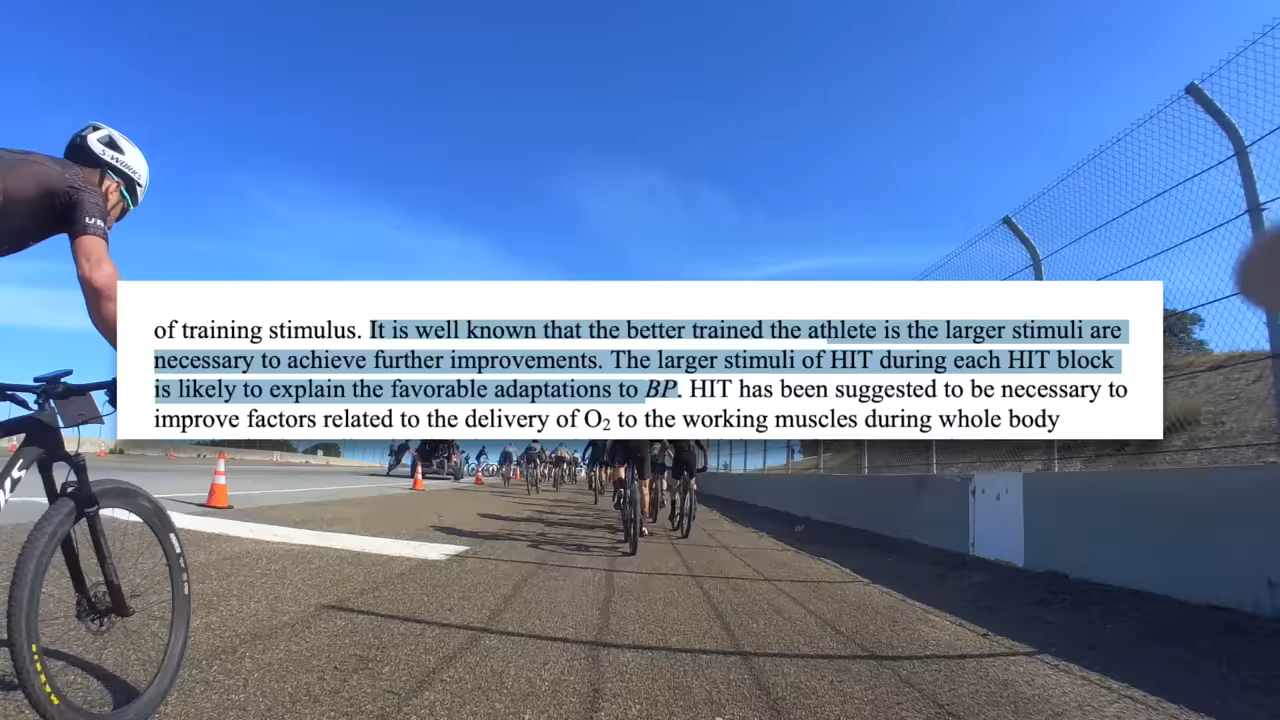 S-WORKS
of training stimulus. It is well known that the better trained the athlete is the larger stimuli are
necessary to achieve further improvements. The larger stimuli of HIT during each HIT block
is likely to explain the favorable adaptations to BP. HIT has been suggested to be necessary to
improve factors related to the delivery of O₂ to the working muscles during whole body